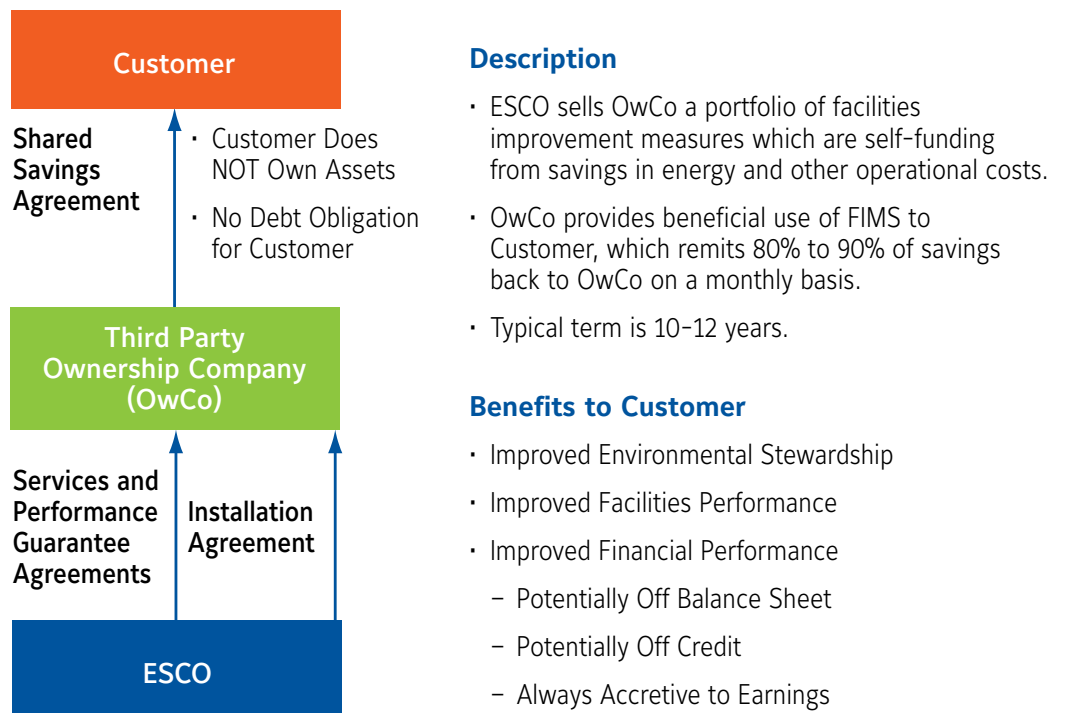 Customer
Shared
Savings
Agreement
· Customer Does
NOT Own Assets
· No Debt Obligation
for Customer
Third Party
Ownership Company
(OwCo)
Services and
Performance
Guarantee
Agreements
Installation
Agreement
ESCO
Description
· ESCO sells OwCo a portfolio of facilities
improvement measures which are self-funding
from savings in energy and other operational costs.
· OwCo provides beneficial use of FIMS to
Customer, which remits 80% to 90% of savings
back to OwCo on a monthly basis.
· Typical term is 10-12 years.
Benefits to Customer
· Improved Environmental Stewardship
· Improved Facilities Performance
· Improved Financial Performance
– Potentially Off Balance Sheet
– Potentially Off Credit
– Always Accretive to Earnings